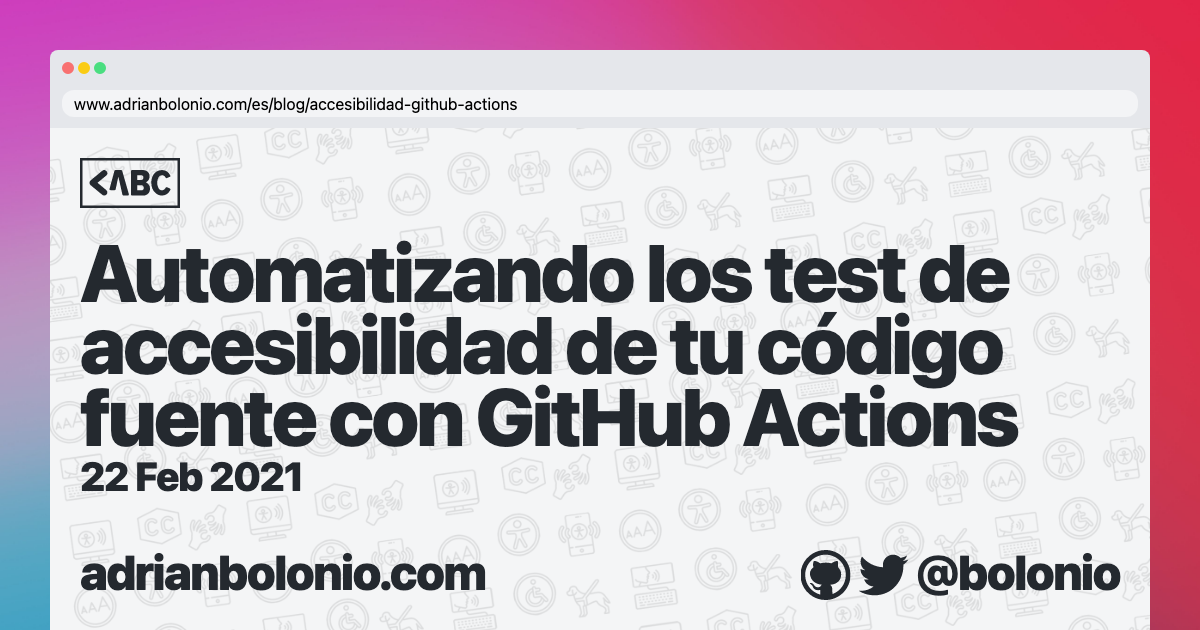 www.adrianbolonio.com/es/blog/accesibilidad-github-actions
<ABC
Automatizando los test de
accesibilidad de tu código
fuente con GitHub Actions
22 Feb 2021
adrianbolonio.com
@bolonio